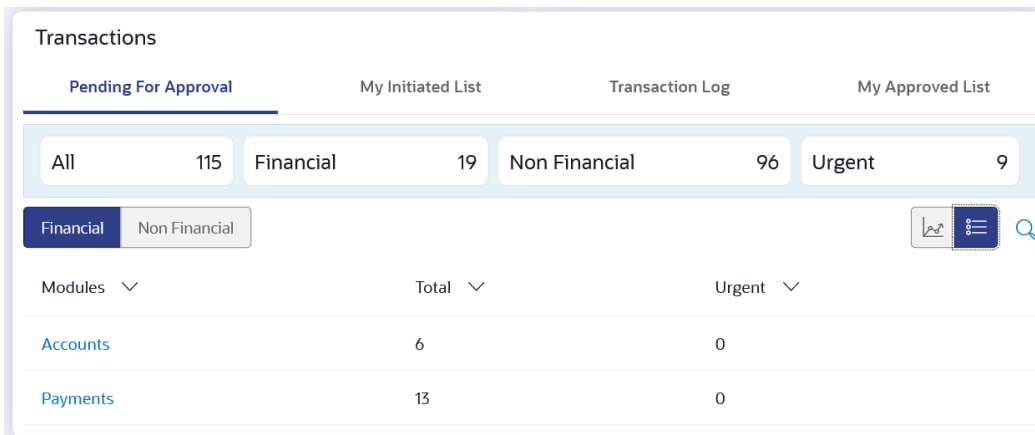 Transactions
Pending For Approval My Initiated List Transaction Log My Approved List
All 115 Financial 19 Non Financial 96 Urgent 9
Financial Non Financial
Modules Total Urgent
Accounts 6 0
Payments 13 0